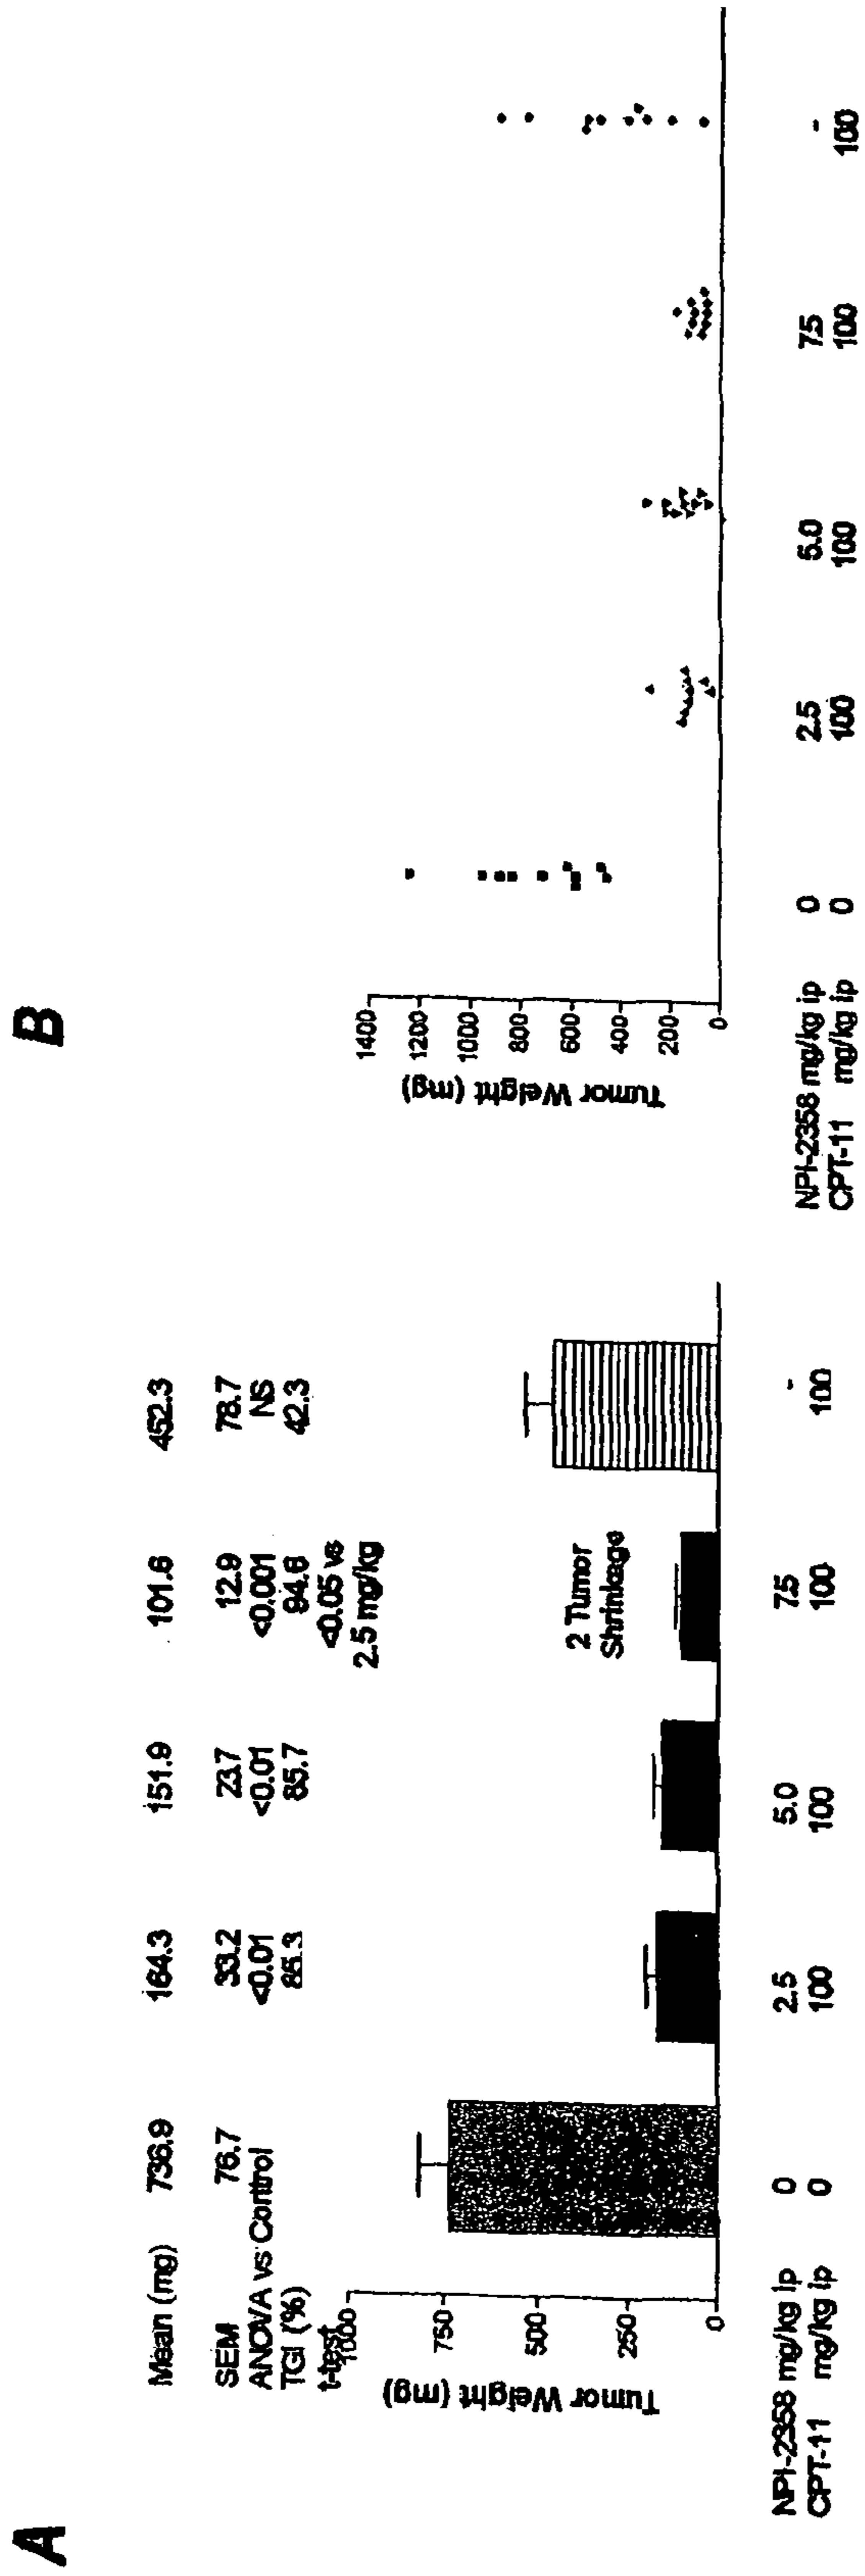 A
Mean (mg) 736.9 164.3 151.9 101.6 452.3
SEM 76.7 33.2 23.7 12.9 78.7
ANOVA vs Control <0.01 <0.01 <0.001 NS
TGI (%) 85.3 85.7 94.6 42.3
t-test <0.05 vs
2.5 mg/kg
Tumor Weight (mg)
1000
750
500
250
0
2 Tumor
Shrinkage
NPI-2358 mg/kg ip 0 2.5 5.0 7.5 -
CPT-11 mg/kg ip 0 100 100 100 100
B
Tumor Weight (mg)
1400
1200
1000
800
600
400
200
0
NPI-2358 mg/kg ip 0 2.5 5.0 7.5 -
CPT-11 mg/kg ip 0 100 100 100 100